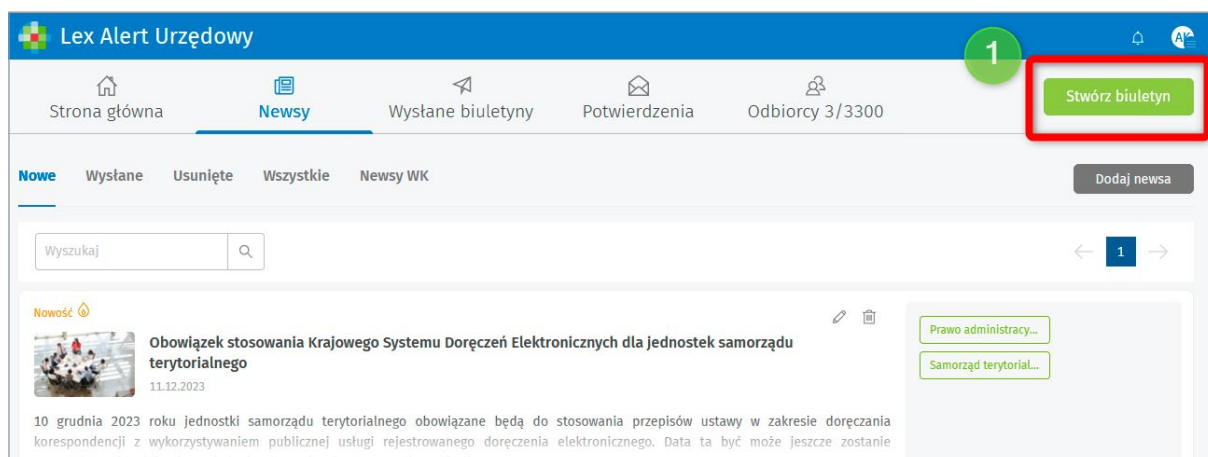 Lex Alert Urzędowy
AK
1
Strona główna
Newsy
Wysłane biuletyny
Potwierdzenia
Odbiorcy 3/3300
Stwórz biuletyn
Nowe
Wysłane
Usunięte
Wszystkie
Newsy WK
Dodaj newsa
Wyszukaj
1
Nowość
Obowiązek stosowania Krajowego Systemu Doręczeń Elektronicznych dla jednostek samorządu
terytorialnego
11.12.2023
Prawo administracy...
Samorząd terytorial...
10 grudnia 2023 roku jednostki samorządu terytorialnego obowiązane będą do stosowania przepisów ustawy w zakresie doręczania
korespondencji z wykorzystywaniem publicznej usługi rejestrowanego doręczenia elektronicznego. Data ta być może jeszcze zostanie